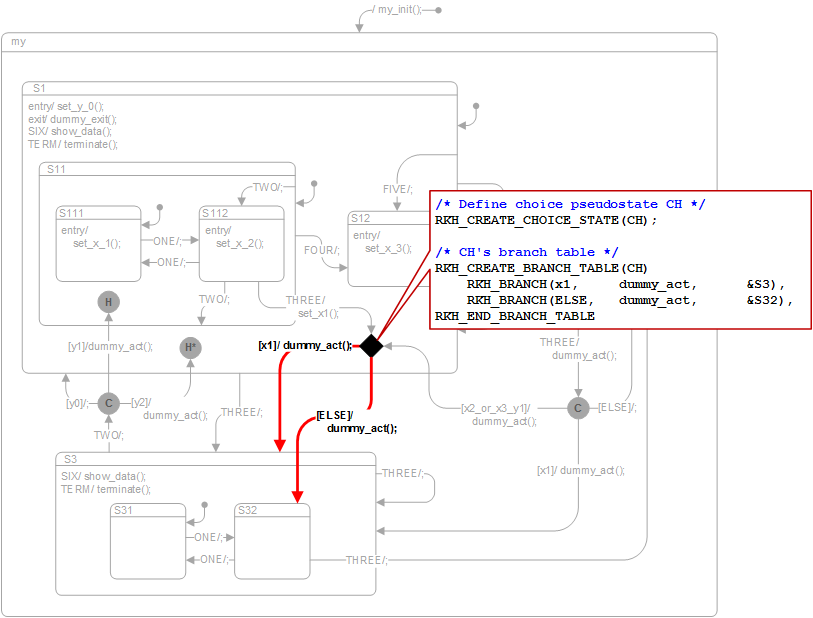 / my_init();
my
S1
entry/ set_y_0();
exit/ dummy_exit();
SIX/ show_data();
TERM/ terminate();
S11
TWO/;
FIVE/;
S111
entry/
set_x_1();
ONE/;
ONE/;
S112
entry/
set_x_2();
S12
entry/
set_x_3();
FOUR/;
/* Define choice pseudostate CH */
RKH_CREATE_CHOICE_STATE(CH);
/* CH's branch table */
RKH_CREATE_BRANCH_TABLE(CH)
RKH_BRANCH(x1, dummy_act, &S3),
RKH_BRANCH(ELSE, dummy_act, &S32),
RKH_END_BRANCH_TABLE
H
TWO/;
THREE/
set_x1();
[y1]/dummy_act();
H*
[x1]/ dummy_act();
THREE/
dummy_act();
[y0]/;
C
[y2]/
dummy_act();
THREE/;
[ELSE]/
dummy_act();
[x2_or_x3_y1]/
dummy_act();
C
[ELSE]/;
TWO/;
S3
SIX/ show_data();
TERM/ terminate();
THREE/;
[x1]/ dummy_act();
S31
S32
ONE/;
ONE/;
THREE/;